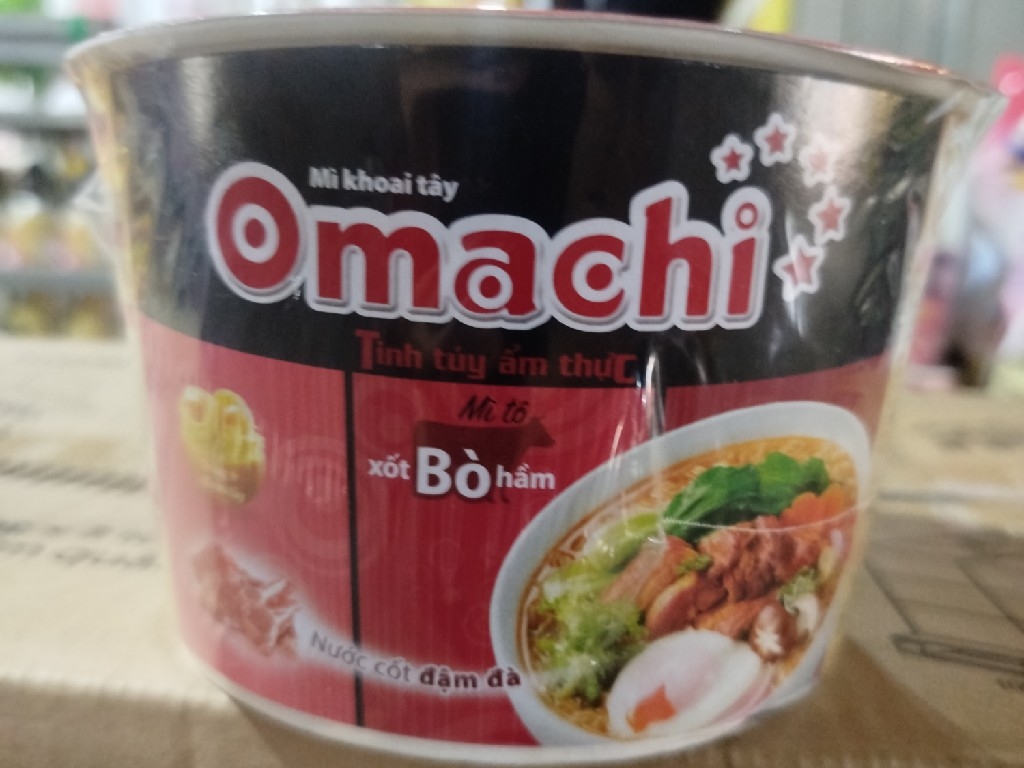 Mì khoai tây
Omachi
Tinh túy ẩm thực
Mì tô
xốt Bò hầm
Nước cốt đậm đà